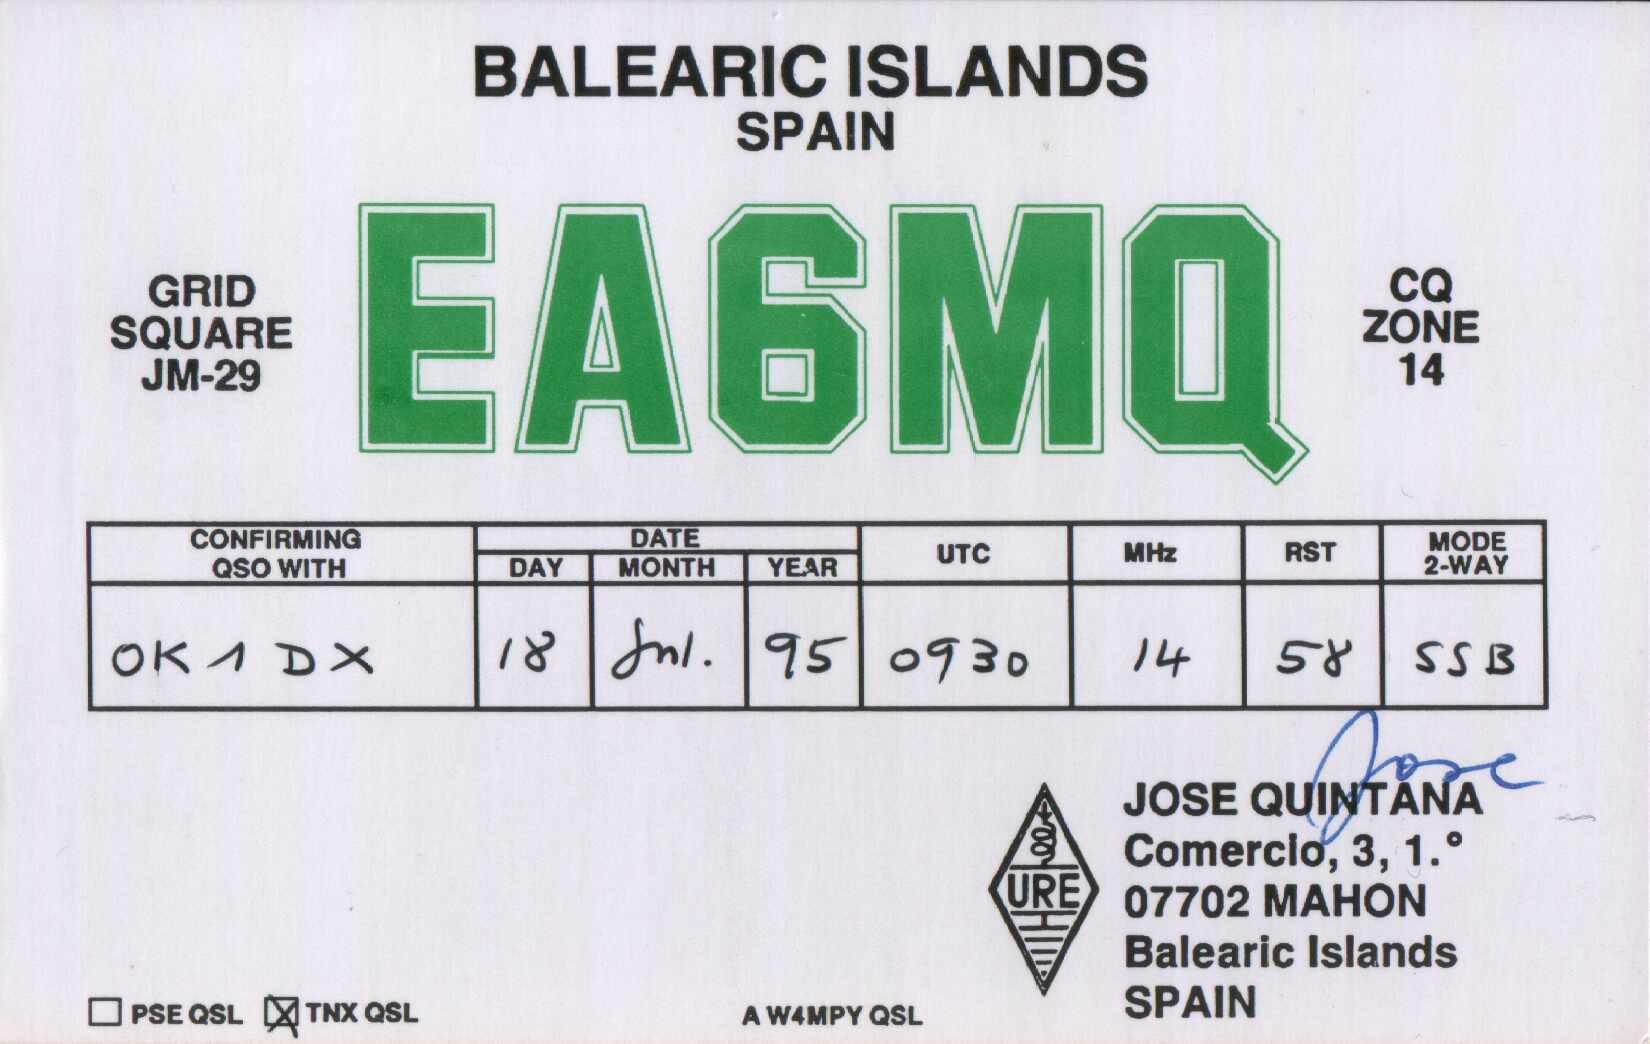 BALEARIC ISLANDS
SPAIN
EA6MQ
GRID
SQUARE
JM-29
CQ
ZONE
14
CONFIRMING
QSO WITH
DATE
DAY MONTH YEAR
UTC
MHz
RST
MODE
2-WAY
OK1DX 18 Jul. 95 0930 14 58 SSB
Jose
JOSE QUINTANA
Comercio, 3, 1.°
07702 MAHON
Balearic Islands
SPAIN
URE
PSE QSL TNX QSL
A W4MPY QSL